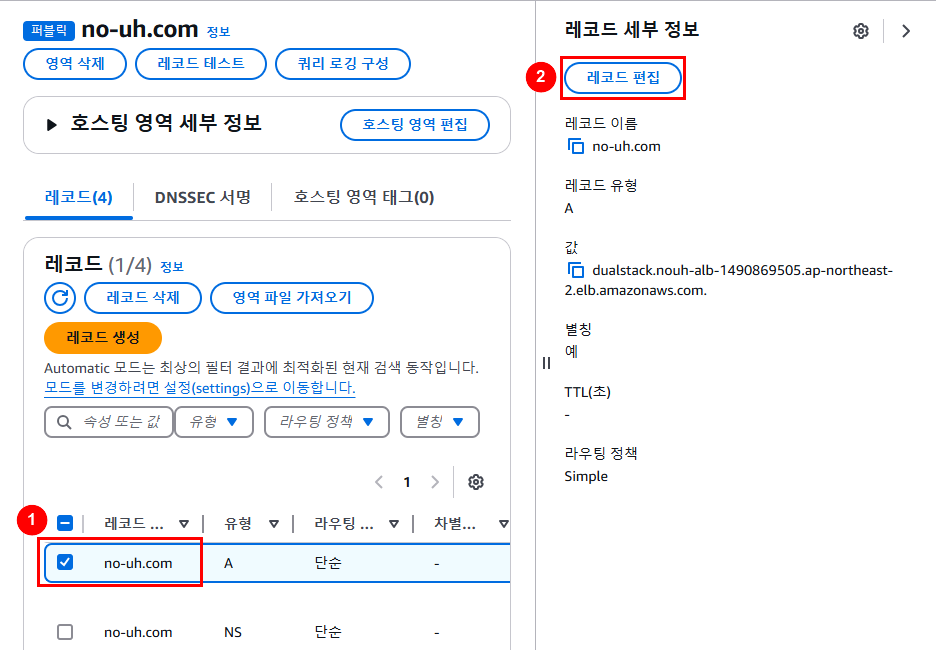 퍼블릭 no-uh.com 정보
영역 삭제 레코드 테스트 쿼리 로깅 구성
호스팅 영역 세부 정보 호스팅 영역 편집
레코드(4) DNSSEC 서명 호스팅 영역 태그(0)
레코드 (1/4) 정보
레코드 삭제 영역 파일 가져오기
레코드 생성
Automatic 모드는 최상의 필터 결과에 최적화된 현재 검색 동작입니다.
모드를 변경하려면 설정(settings)으로 이동합니다.
속성 또는 값 유형 라우팅 정책 별칭
1
1 레코드 ... 유형 라우팅 ... 차별...
no-uh.com A 단순 -
no-uh.com NS 단순 -
레코드 세부 정보
2 레코드 편집
레코드 이름
no-uh.com
레코드 유형
A
값
dualstack.nouh-alb-1490869505.ap-northeast-
2.elb.amazonaws.com.
별칭
예
TTL(초)
-
라우팅 정책
Simple